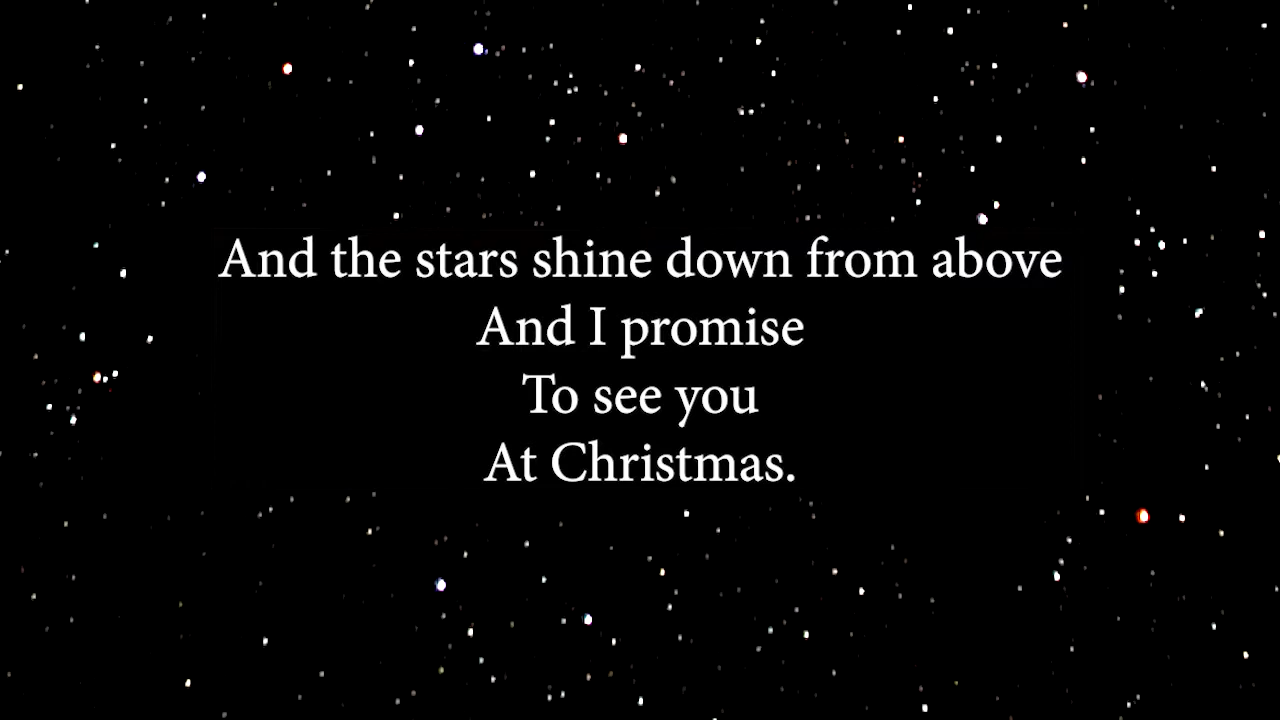 And the stars shine down from above
And I promise
To see you
At Christmas.